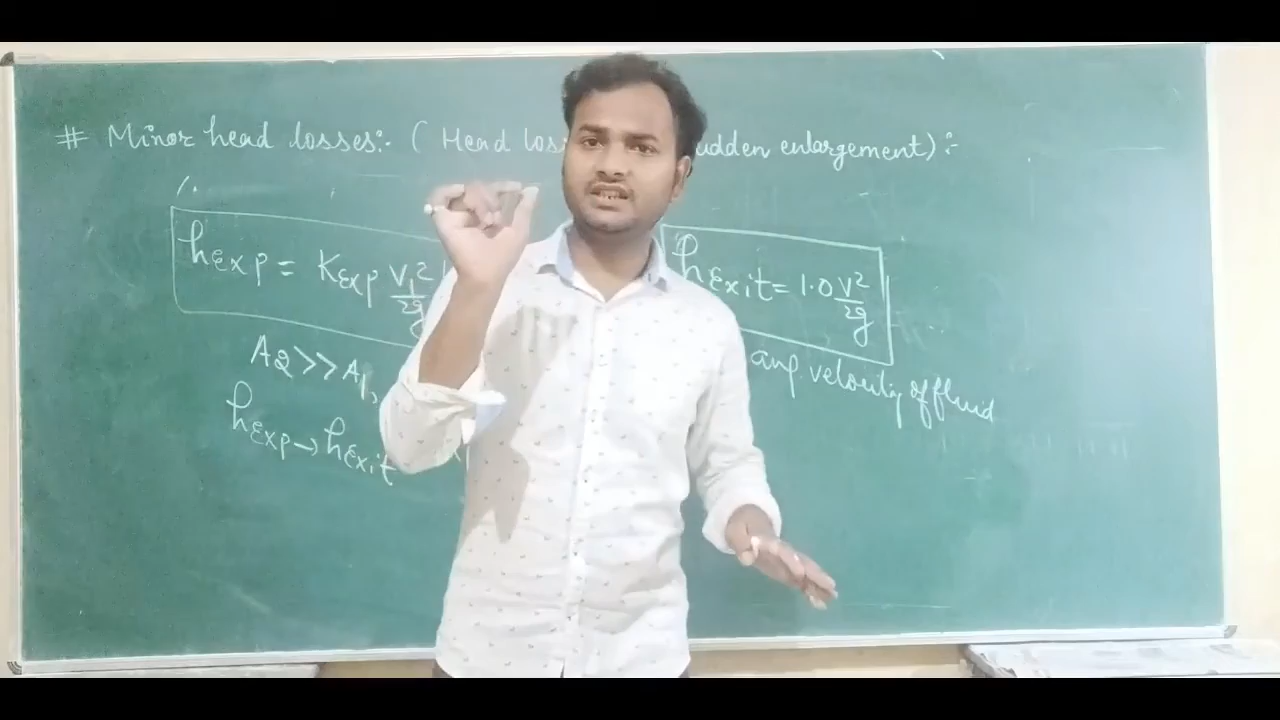 # Minor head losses:- ( Head los udden enlargement) :-
hExp = KExp V₁²/2g
hExit = 1.0 V²/2g
A2 >> A1,
avg. velocity of fluid
hExp → hExit